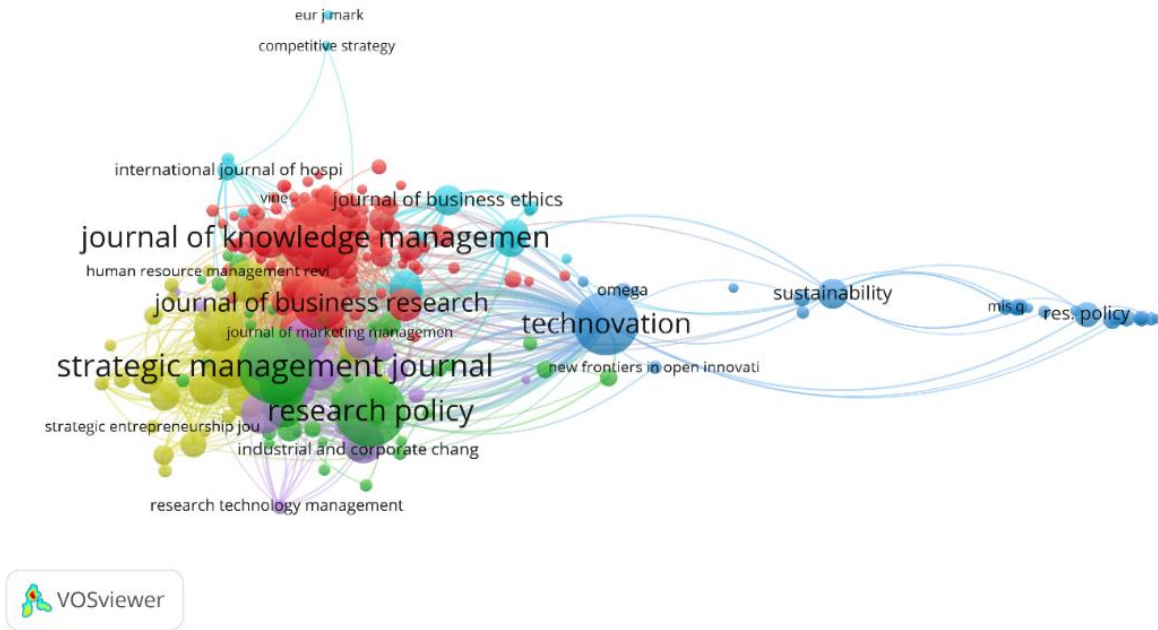 eur j mark
competitive strategy
international journal of hospi
vine
journal of business ethics
journal of knowledge managemen
human resource management revi
omega
sustainability
journal of business research
mis q
res. policy
technovation
journal of marketing managemen
strategic management journal
new frontiers in open innovati
research policy
strategic entrepreneurship jou
industrial and corporate chang
research technology management
VOSviewer